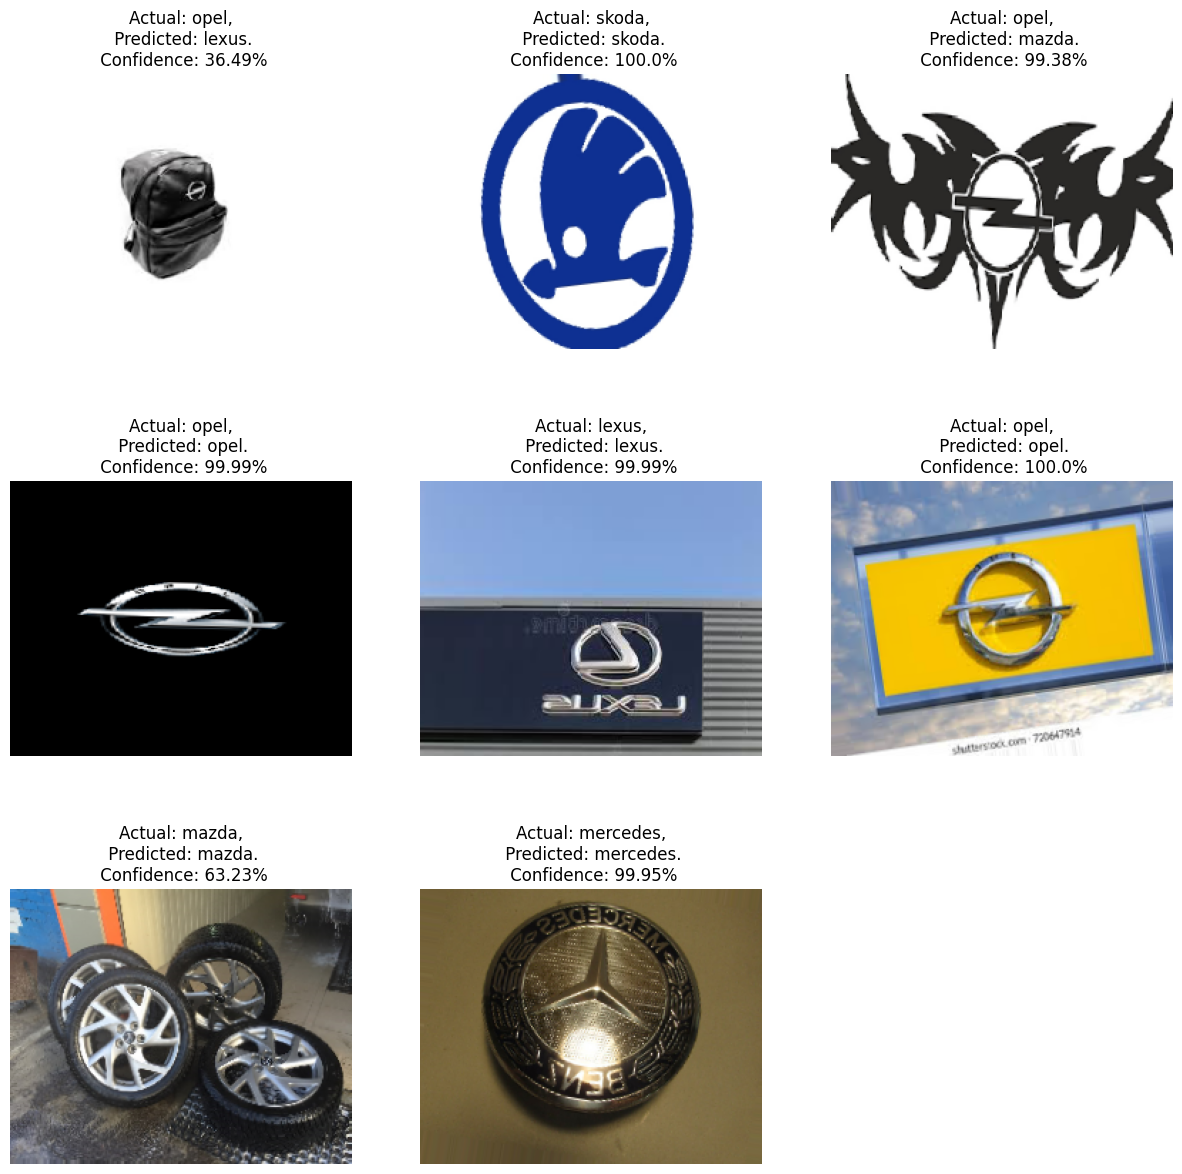 Actual: opel,
Predicted: lexus.
Confidence: 36.49%
Actual: skoda,
Predicted: skoda.
Confidence: 100.0%
Actual: opel,
Predicted: mazda.
Confidence: 99.38%
Actual: opel,
Predicted: opel.
Confidence: 99.99%
Actual: lexus,
Predicted: lexus.
Confidence: 99.99%
LEXUS
Actual: opel,
Predicted: opel.
Confidence: 100.0%
OPEL
shutterstock.com · 720647914
Actual: mazda,
Predicted: mazda.
Confidence: 63.23%
Actual: mercedes,
Predicted: mercedes.
Confidence: 99.95%
MERCEDES
BENZ